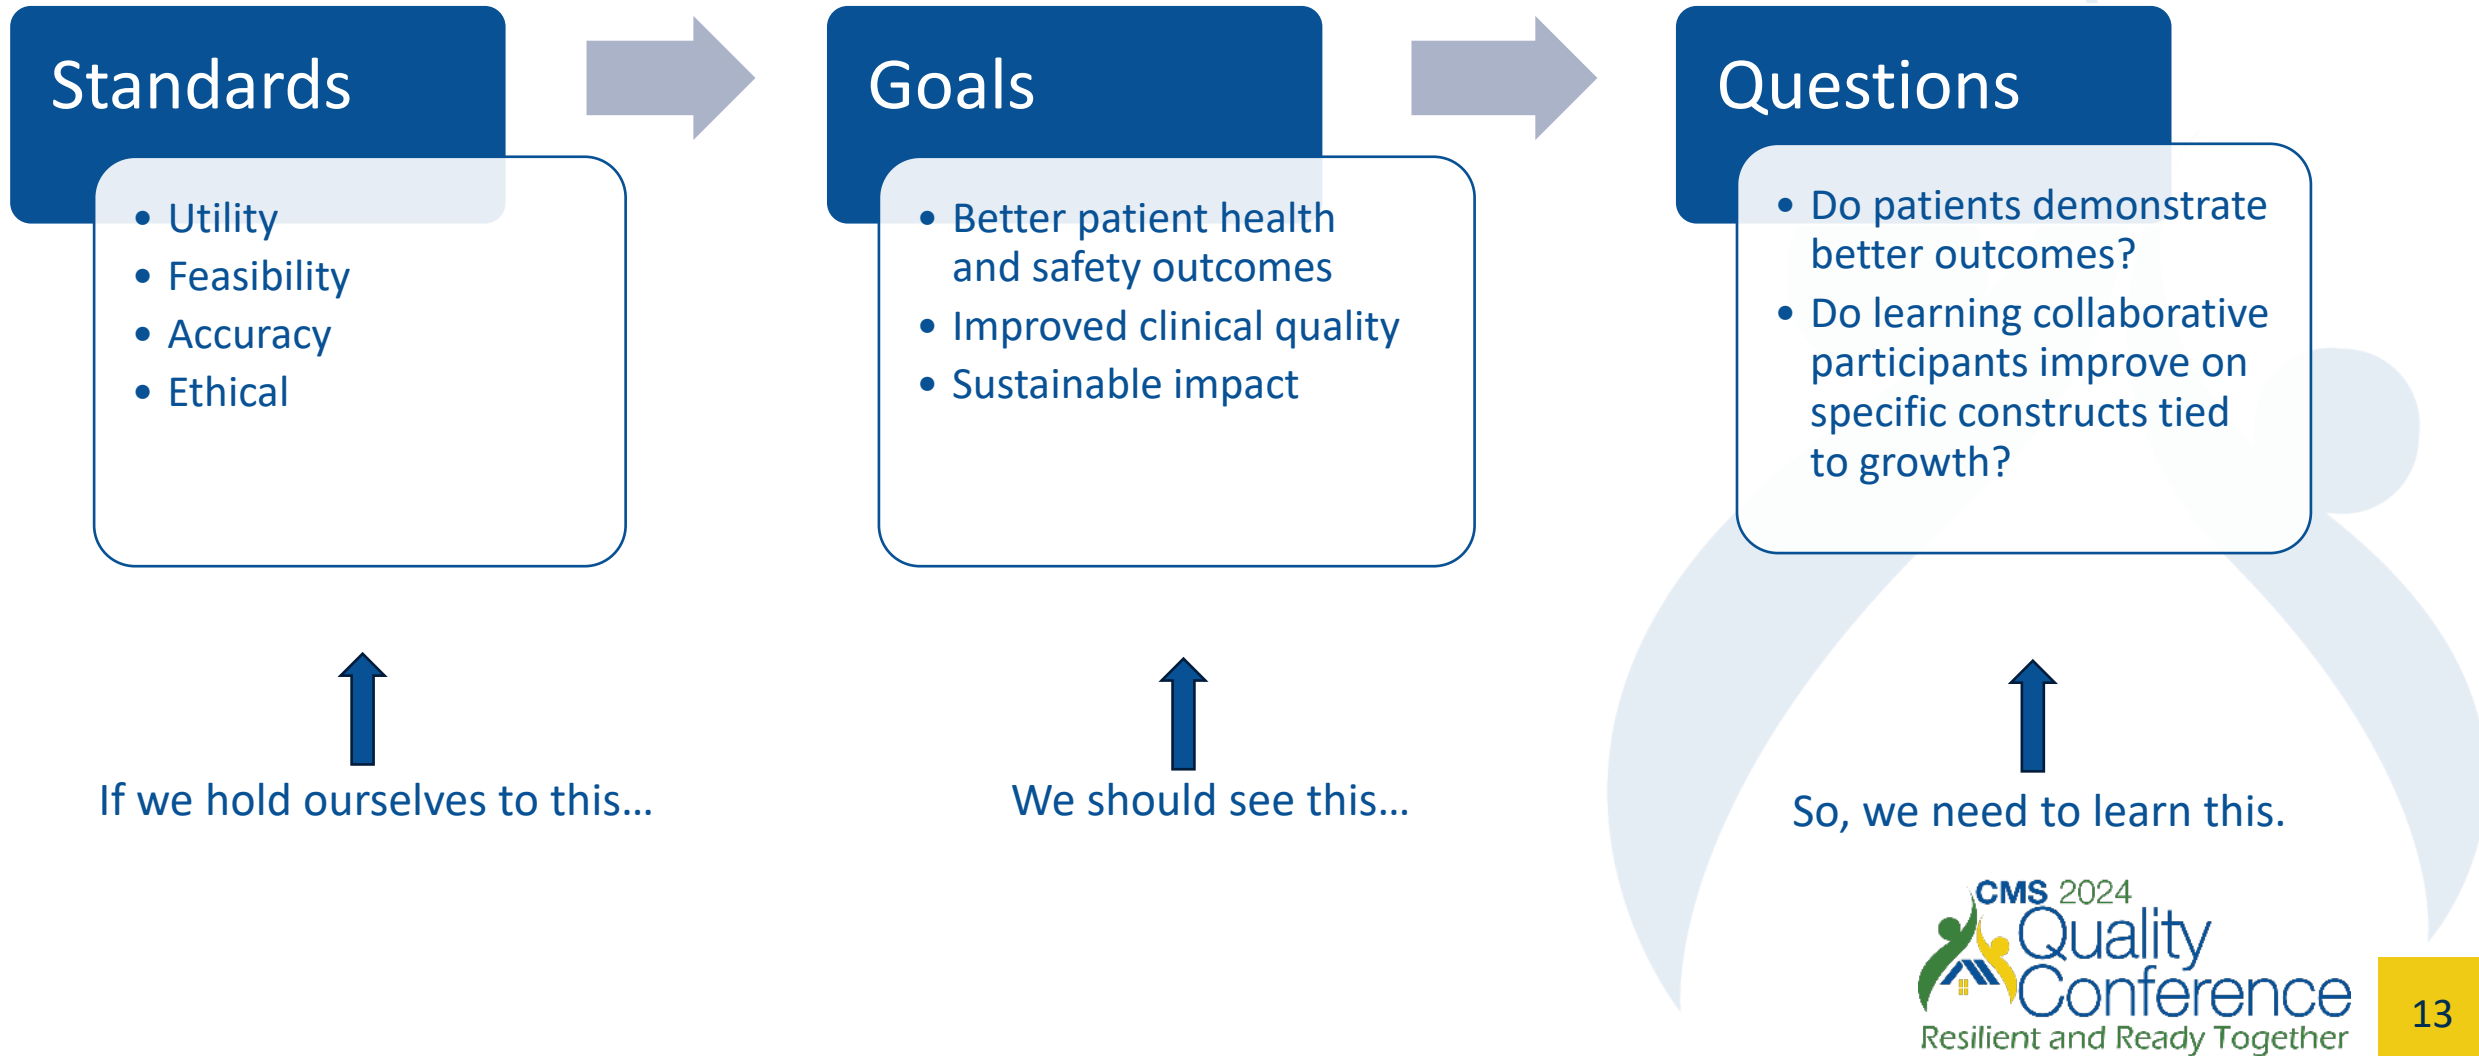 Standards
• Utility
• Feasibility
• Accuracy
• Ethical
If we hold ourselves to this…
Goals
• Better patient health
and safety outcomes
• Improved clinical quality
• Sustainable impact
We should see this…
Questions
• Do patients demonstrate
better outcomes?
• Do learning collaborative
participants improve on
specific constructs tied
to growth?
So, we need to learn this.
CMS 2024
Quality
Conference
Resilient and Ready Together
13